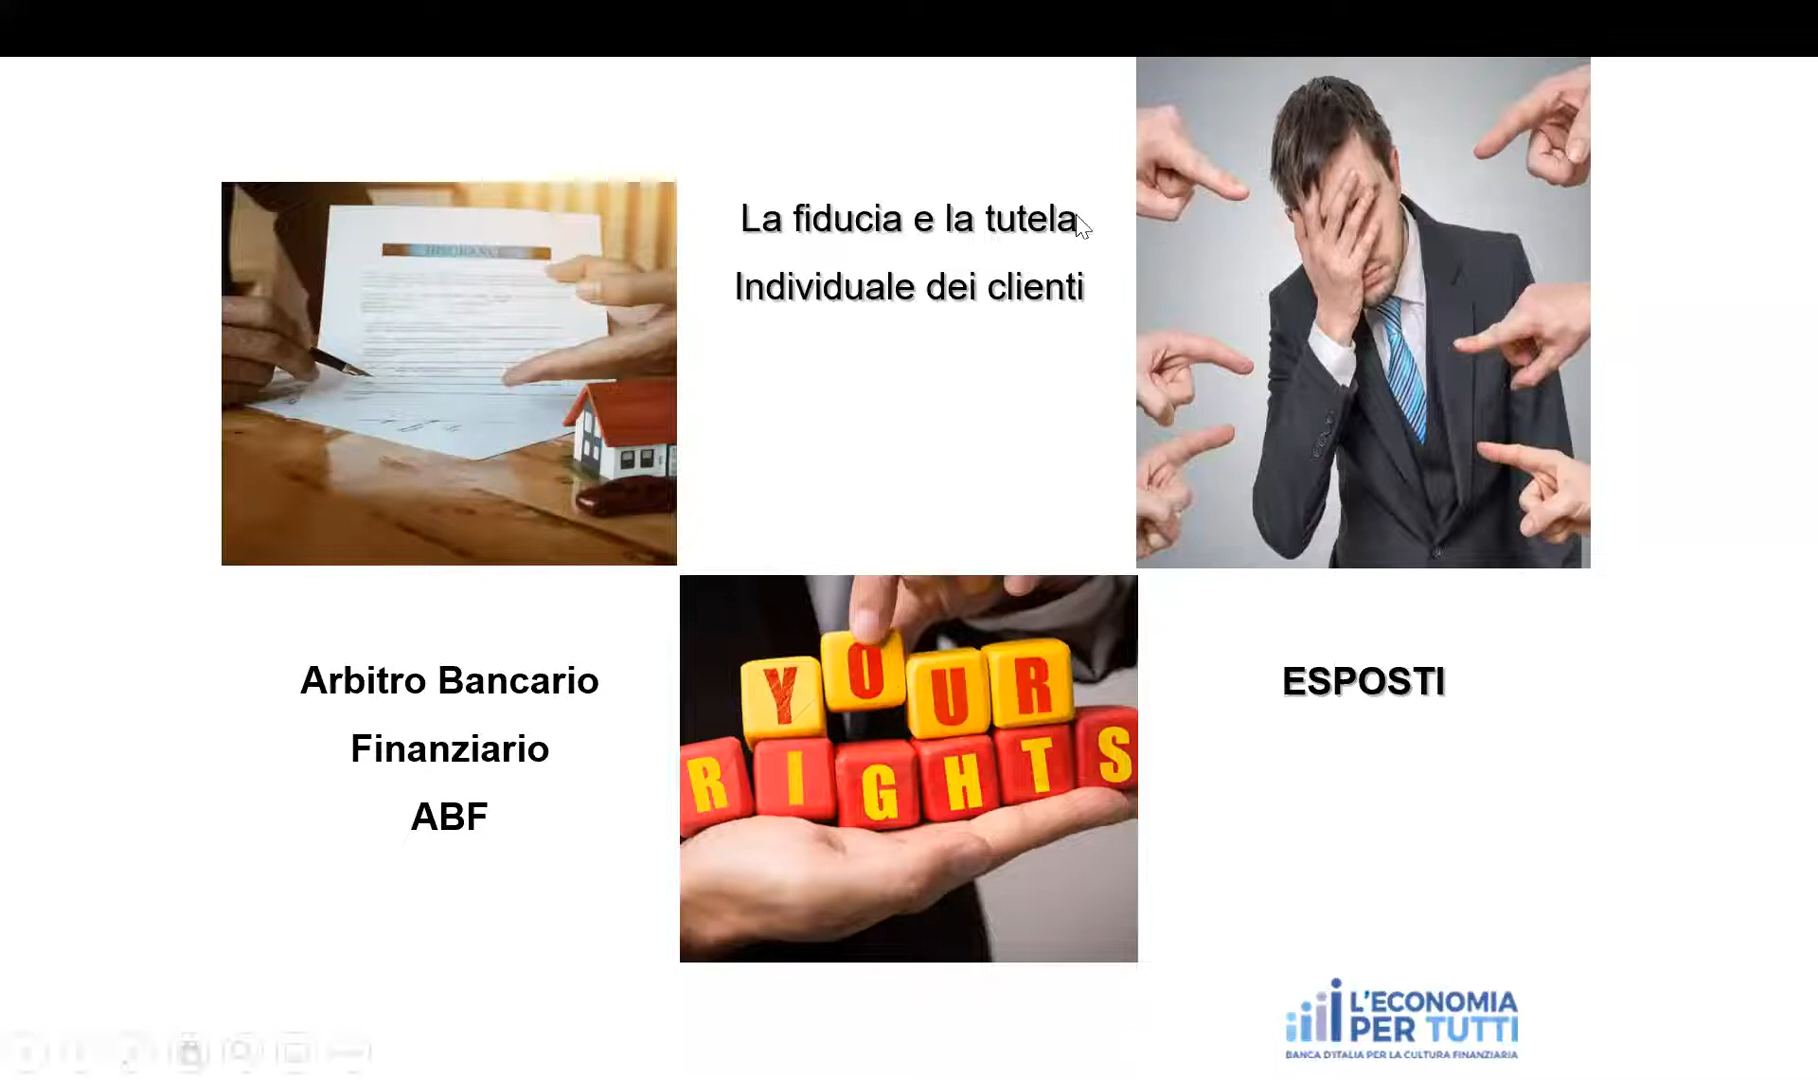 La fiducia e la tutela
Individuale dei clienti
INSURANCE
Arbitro Bancario
Finanziario
ABF
YOUR
RIGHTS
ESPOSTI
L'ECONOMIA
PER TUTTI
BANCA D'ITALIA PER LA CULTURA FINANZIARIA